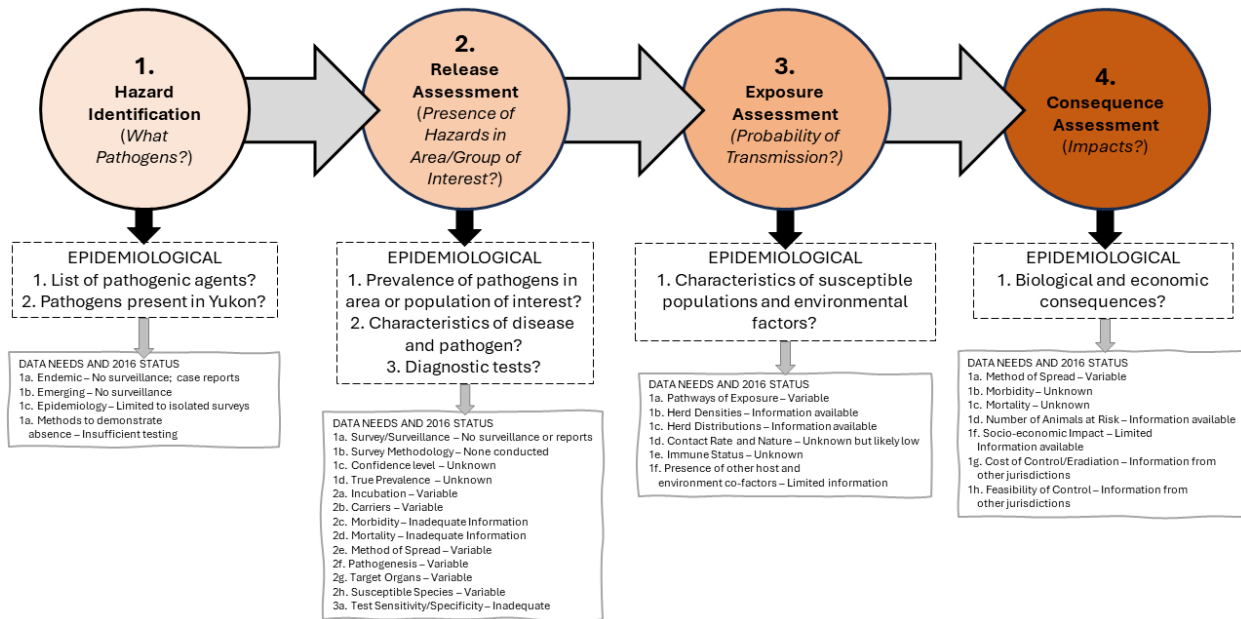 1.
Hazard
Identification
(What
Pathogens?)
2.
Release
Assessment
(Presence of
Hazards in
Area/Group of
Interest?)
3.
Exposure
Assessment
(Probability of
Transmission?)
4.
Consequence
Assessment
(Impacts?)
EPIDEMIOLOGICAL
1. List of pathogenic agents?
2. Pathogens present in Yukon?
DATA NEEDS AND 2016 STATUS
1a. Endemic – No surveillance; case reports
1b. Emerging – No surveillance
1c. Epidemiology – Limited to isolated surveys
1a. Methods to demonstrate
absence – Insufficient testing
EPIDEMIOLOGICAL
1. Prevalence of pathogens in
area or population of interest?
2. Characteristics of disease
and pathogen?
3. Diagnostic tests?
DATA NEEDS AND 2016 STATUS
1a. Survey/Surveillance – No surveillance or reports
1b. Survey Methodology – None conducted
1c. Confidence level – Unknown
1d. True Prevalence – Unknown
2a. Incubation – Variable
2b. Carriers – Variable
2c. Morbidity – Inadequate Information
2d. Mortality – Inadequate Information
2e. Method of Spread – Variable
2f. Pathogenesis – Variable
2g. Target Organs – Variable
2h. Susceptible Species – Variable
3a. Test Sensitivity/Specificity – Inadequate
EPIDEMIOLOGICAL
1. Characteristics of susceptible
populations and environmental
factors?
DATA NEEDS AND 2016 STATUS
1a. Pathways of Exposure – Variable
1b. Herd Densities – Information available
1c. Herd Distributions – Information available
1d. Contact Rate and Nature – Unknown but likely low
1e. Immune Status – Unknown
1f. Presence of other host and
environment co-factors – Limited information
EPIDEMIOLOGICAL
1. Biological and economic
consequences?
DATA NEEDS AND 2016 STATUS
1a. Method of Spread – Variable
1b. Morbidity – Unknown
1c. Mortality – Unknown
1d. Number of Animals at Risk – Information available
1f. Socio-economic Impact – Limited
Information available
1g. Cost of Control/Eradiation – Information from
other jurisdictions
1h. Feasibility of Control – Information from
other jurisdictions